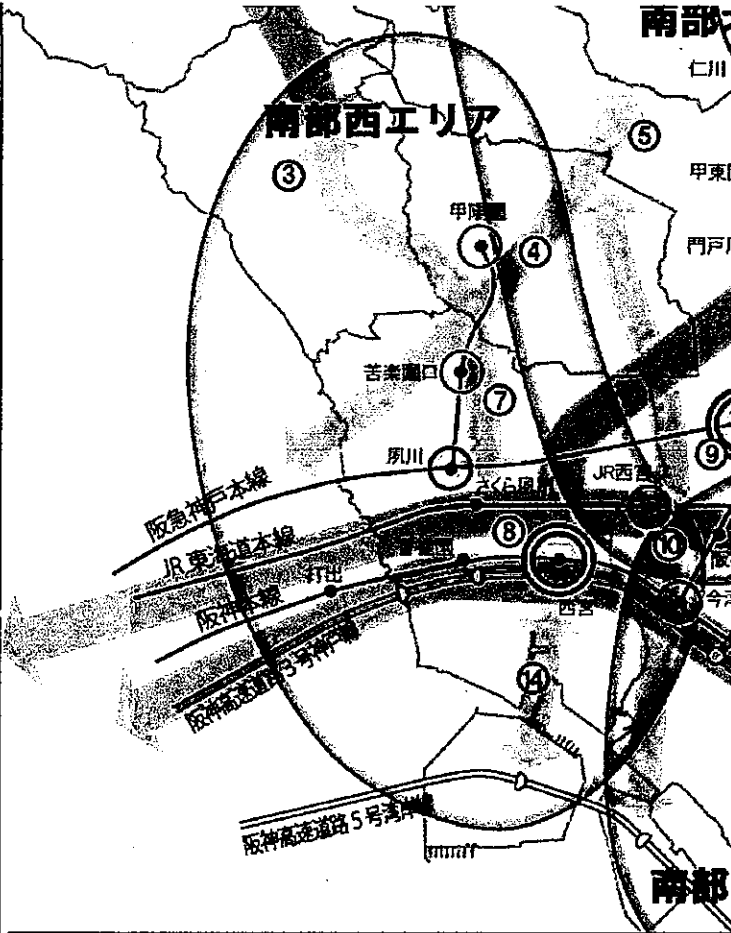 南部
仁川
南部西エリア
⑤
③
甲東
甲陽園
門戸
④
苦楽園口
⑦
夙川
⑨
JR西宮
さくら夙川
阪急神戸本線
⑧
⑩
JR東海道本線
打出
阪神本線
西宮
今
阪神高速道路3号神戸線
⑭
阪神高速道路5号湾岸線
南部